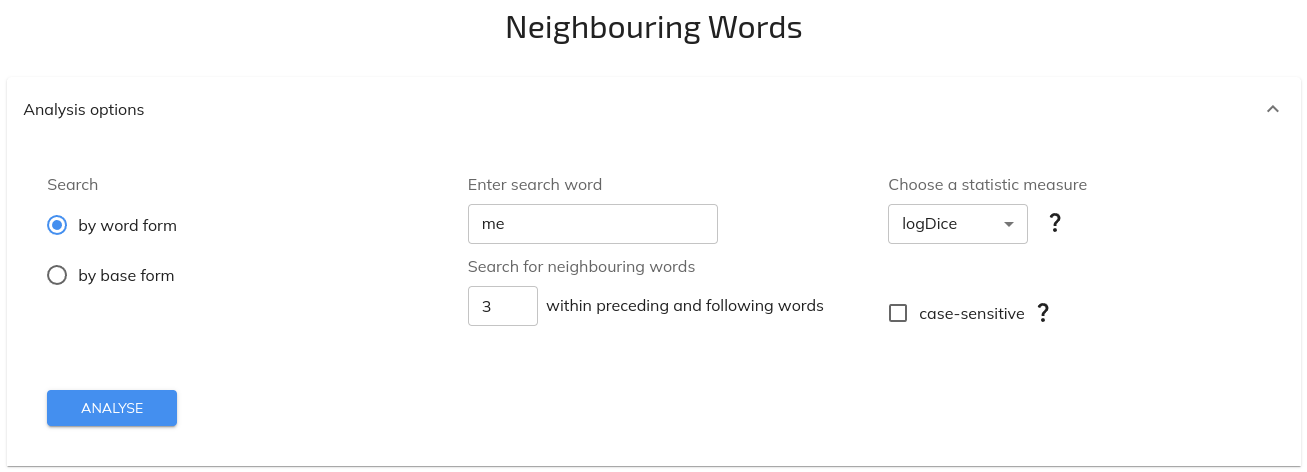 Neighbouring Words
Analysis options
Search
by word form
by base form
Enter search word
me
Search for neighbouring words
3 within preceding and following words
Choose a statistic measure
logDice ?
case-sensitive ?
ANALYSE